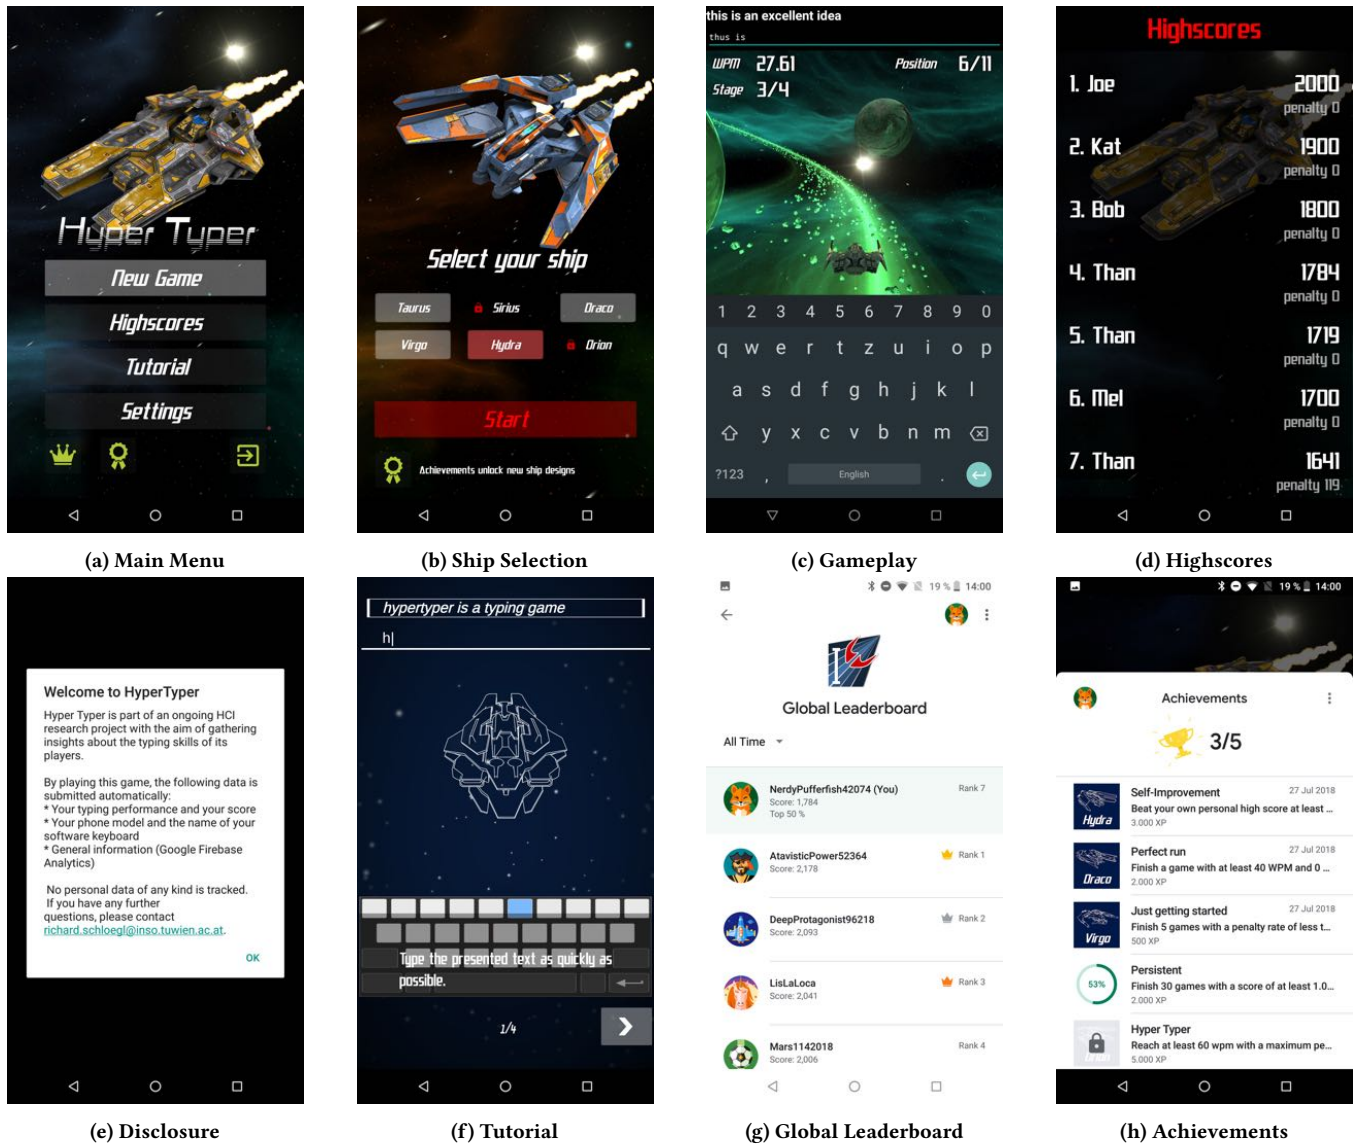 Hyper Typer
New Game
Highscores
Tutorial
Settings
(a) Main Menu
Select your ship
Taurus Sirius Draco
Virgo Hydra Orion
Start
Achievements unlock new ship designs
(b) Ship Selection
this is an excellent idea
thus is
WPM 27.61 Position 6/11
Stage 3/4
1 2 3 4 5 6 7 8 9 0
q w e r t z u i o p
a s d f g h j k l
y x c v b n m
?123 , English .
(c) Gameplay
Highscores
1. Joe 2000
penalty 0
2. Kat 1900
penalty 0
3. Bob 1800
penalty 0
4. Than 1784
penalty 0
5. Than 1719
penalty 0
6. Mel 1700
penalty 0
7. Than 1641
penalty 119
(d) Highscores
Welcome to HyperTyper
Hyper Typer is part of an ongoing HCI
research project with the aim of gathering
insights about the typing skills of its
players.
By playing this game, the following data is
submitted automatically:
* Your typing performance and your score
* Your phone model and the name of your
software keyboard
* General information (Google Firebase
Analytics)
No personal data of any kind is tracked.
If you have any further
questions, please contact
richard.schloegl@inso.tuwien.ac.at.
OK
(e) Disclosure
hypertyper is a typing game
h
Type the presented text as quickly as
possible.
1/4
(f) Tutorial
19 % 14:00
Global Leaderboard
All Time
NerdyPufferfish42074 (You) Rank 7
Score: 1,784
Top 50 %
AtavisticPower52364 Rank 1
Score: 2,178
DeepProtagonist96218 Rank 2
Score: 2,093
LisLaLoca Rank 3
Score: 2,041
Mars1142018 Rank 4
Score: 2,006
(g) Global Leaderboard
19 % 14:00
Achievements
3/5
Self-Improvement 27 Jul 2018
Beat your own personal high score at least ...
3.000 XP
Hydra
Perfect run 27 Jul 2018
Finish a game with at least 40 WPM and 0 ...
2.000 XP
Draco
Just getting started 27 Jul 2018
Finish 5 games with a penalty rate of less t...
500 XP
Virgo
Persistent
53% Finish 30 games with a score of at least 1.0...
2.000 XP
Hyper Typer
Reach at least 60 wpm with a maximum pe...
5.000 XP
(h) Achievements